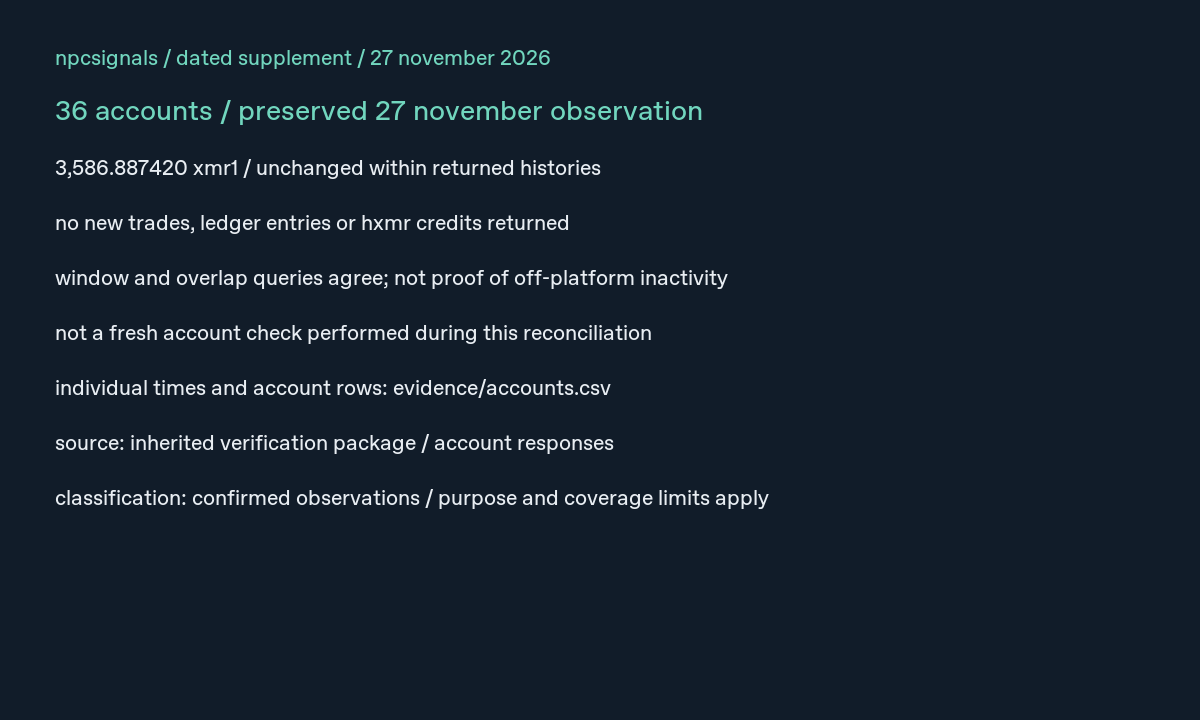 npcsignals / dated supplement / 27 november 2026
36 accounts / preserved 27 november observation
3,586.887420 xmr1 / unchanged within returned histories
no new trades, ledger entries or hxmr credits returned
window and overlap queries agree; not proof of off-platform inactivity
not a fresh account check performed during this reconciliation
individual times and account rows: evidence/accounts.csv
source: inherited verification package / account responses
classification: confirmed observations / purpose and coverage limits apply